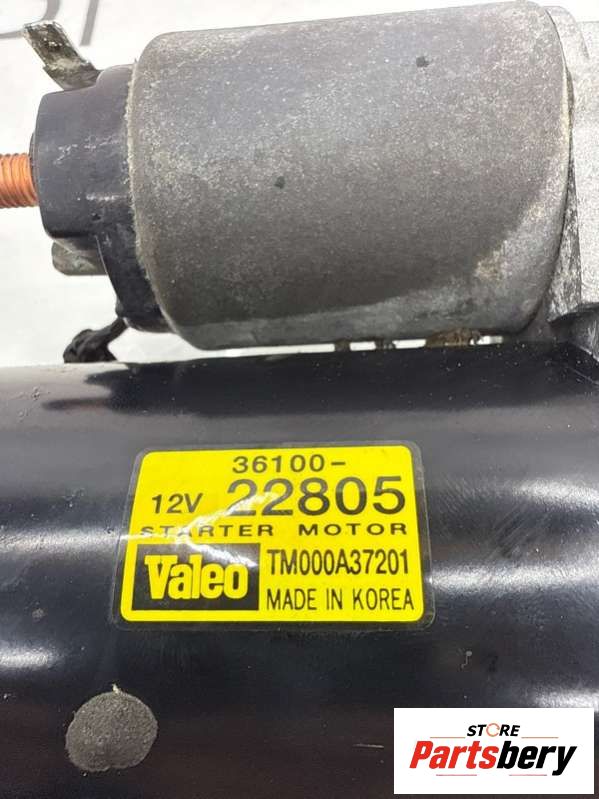 36100-
12V 22805
STARTER MOTOR
Valeo TM000A37201
MADE IN KOREA
STORE
Partsbery